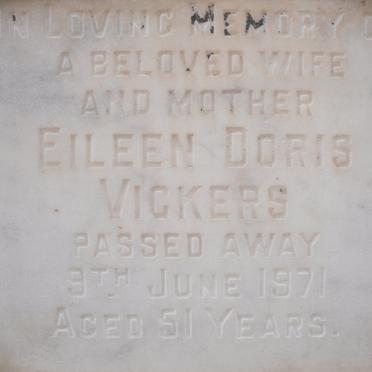 IN LOVING MEMORY O
A BELOVED WIFE
AND MOTHER
EILEEN DORIS
VICKERS
PASSED AWAY
9TH JUNE 1971
AGED 51 YEARS.